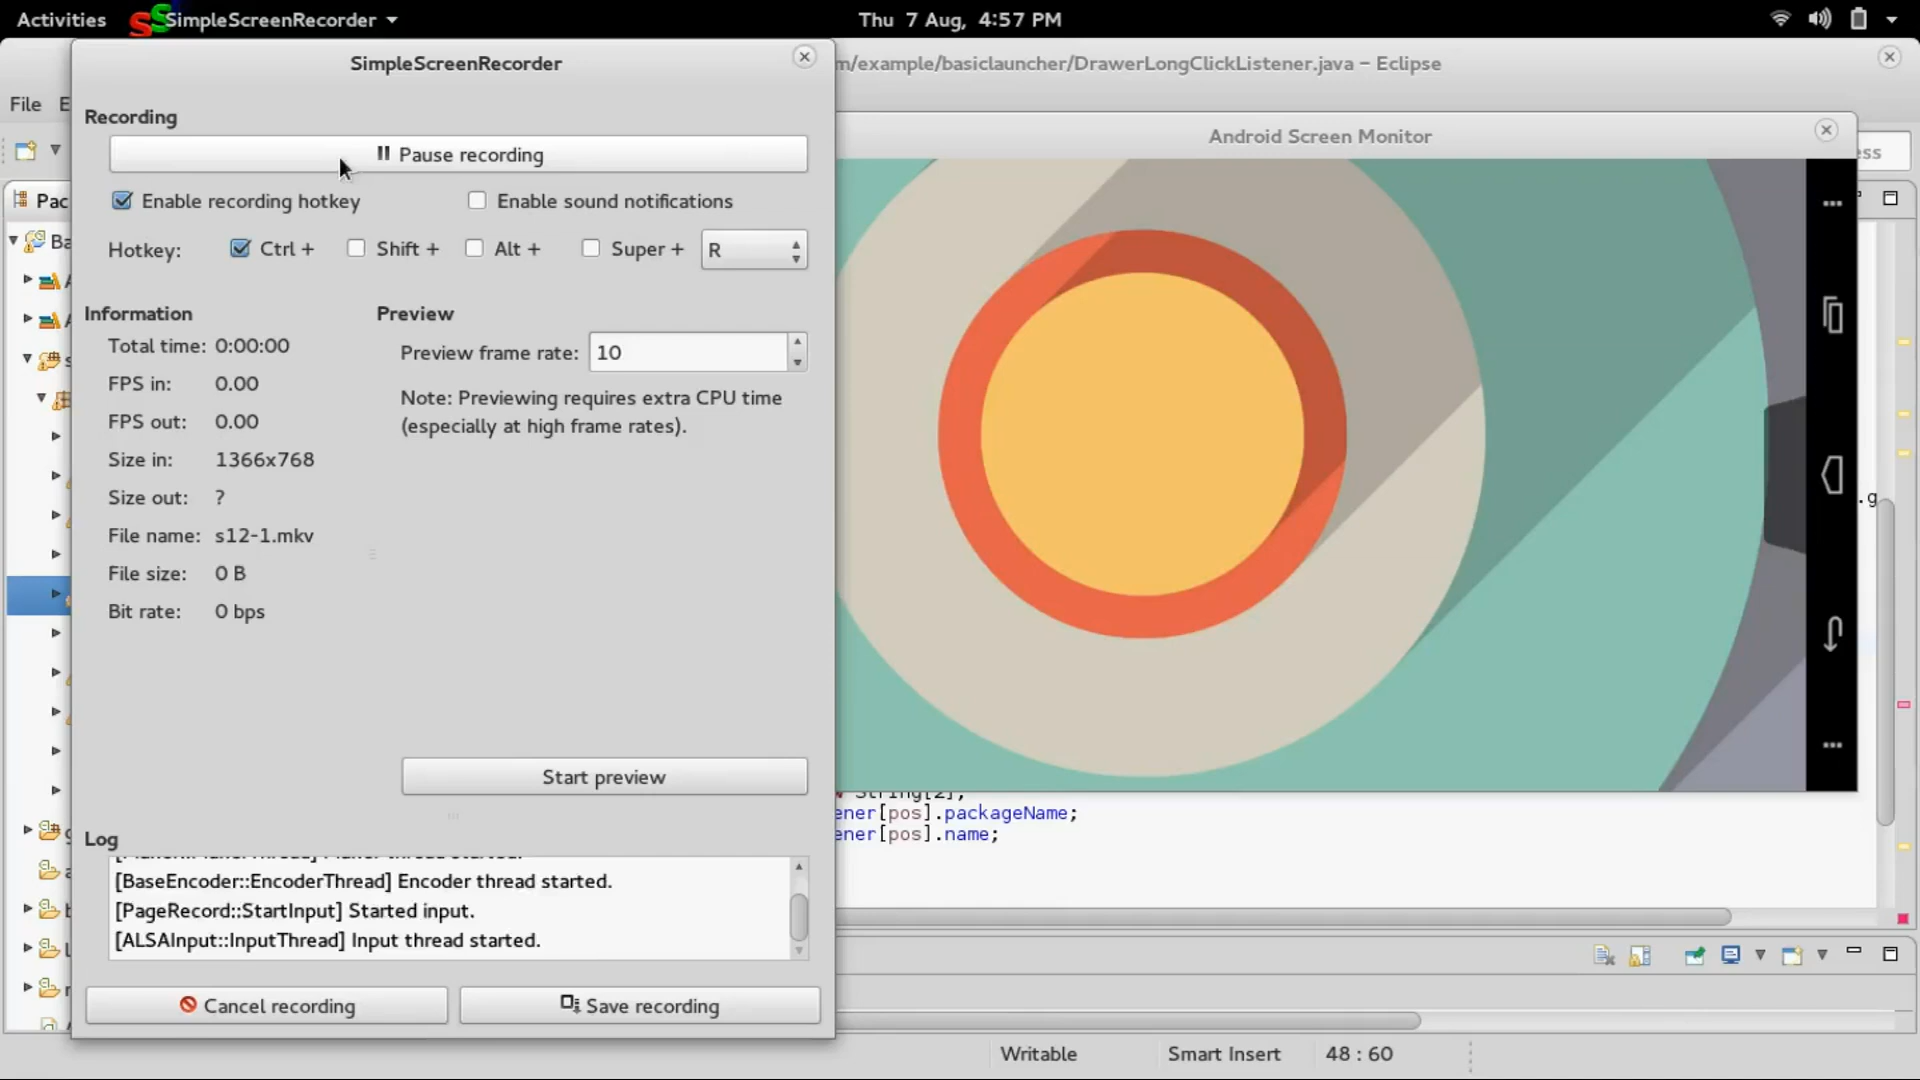 Activities SimpleScreenRecorder Thu 7 Aug, 4:57 PM
SimpleScreenRecorder
m/example/basiclauncher/DrawerLongClickListener.java - Eclipse
File E
Recording
Android Screen Monitor
Pause recording
ess
Enable recording hotkey Enable sound notifications
Pac
Ba
Hotkey: Ctrl + Shift + Alt + Super + R
Information Preview
Total time: 0:00:00
Preview frame rate: 10
FPS in: 0.00
Note: Previewing requires extra CPU time
(especially at high frame rates).
FPS out: 0.00
Size in: 1366x768
Size out: ?
.g
File name: s12-1.mkv
File size: 0 B
Bit rate: 0 bps
Start preview
String[2];
ener[pos].packageName;
ener[pos].name;
Log
[BaseEncoder::EncoderThread] Encoder thread started.
[PageRecord::StartInput] Started input.
[ALSAInput::InputThread] Input thread started.
Cancel recording Save recording
Writable Smart Insert 48 : 60